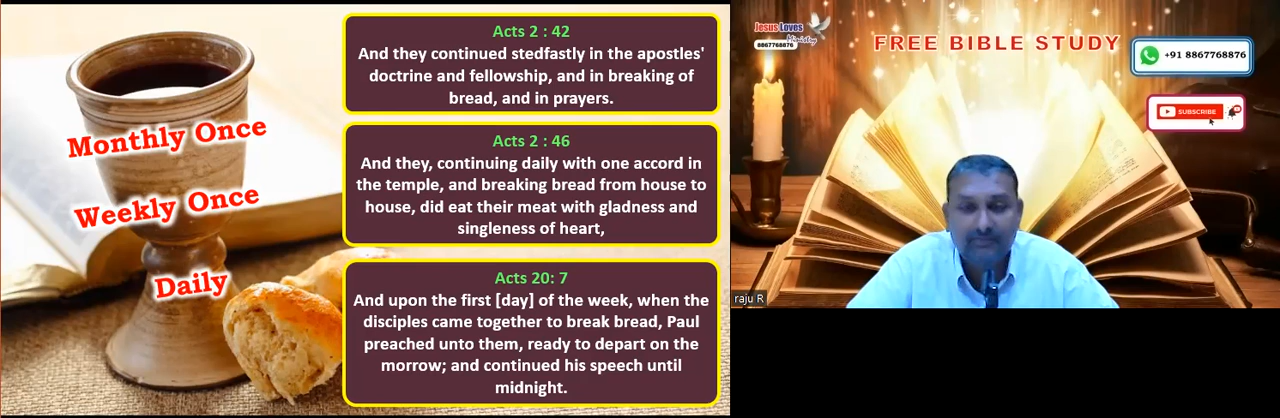 Monthly Once
Weekly Once
Daily
Acts 2 : 42
And they continued stedfastly in the apostles'
doctrine and fellowship, and in breaking of
bread, and in prayers.
Acts 2 : 46
And they, continuing daily with one accord in
the temple, and breaking bread from house to
house, did eat their meat with gladness and
singleness of heart,
Acts 20: 7
And upon the first [day] of the week, when the
disciples came together to break bread, Paul
preached unto them, ready to depart on the
morrow; and continued his speech until
midnight.
Jesus Loves
Ministry
8867768876
FREE BIBLE STUDY
+91 8867768876
SUBSCRIBE
raju R